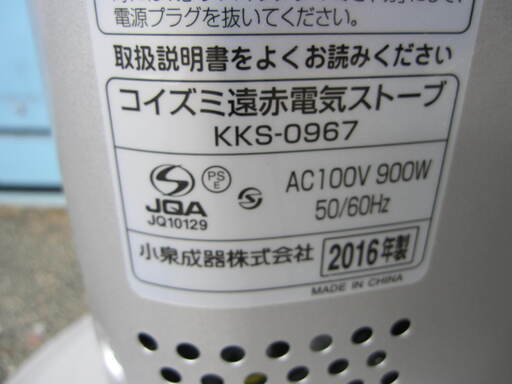 電源プラグを抜いてください。
取扱説明書をよくお読みください
コイズミ遠赤電気ストーブ
KKS-0967
JQA
JQ10129
PS
E
S
AC100V 900W
50/60Hz
小泉成器株式会社
2016年製
MADE IN CHINA